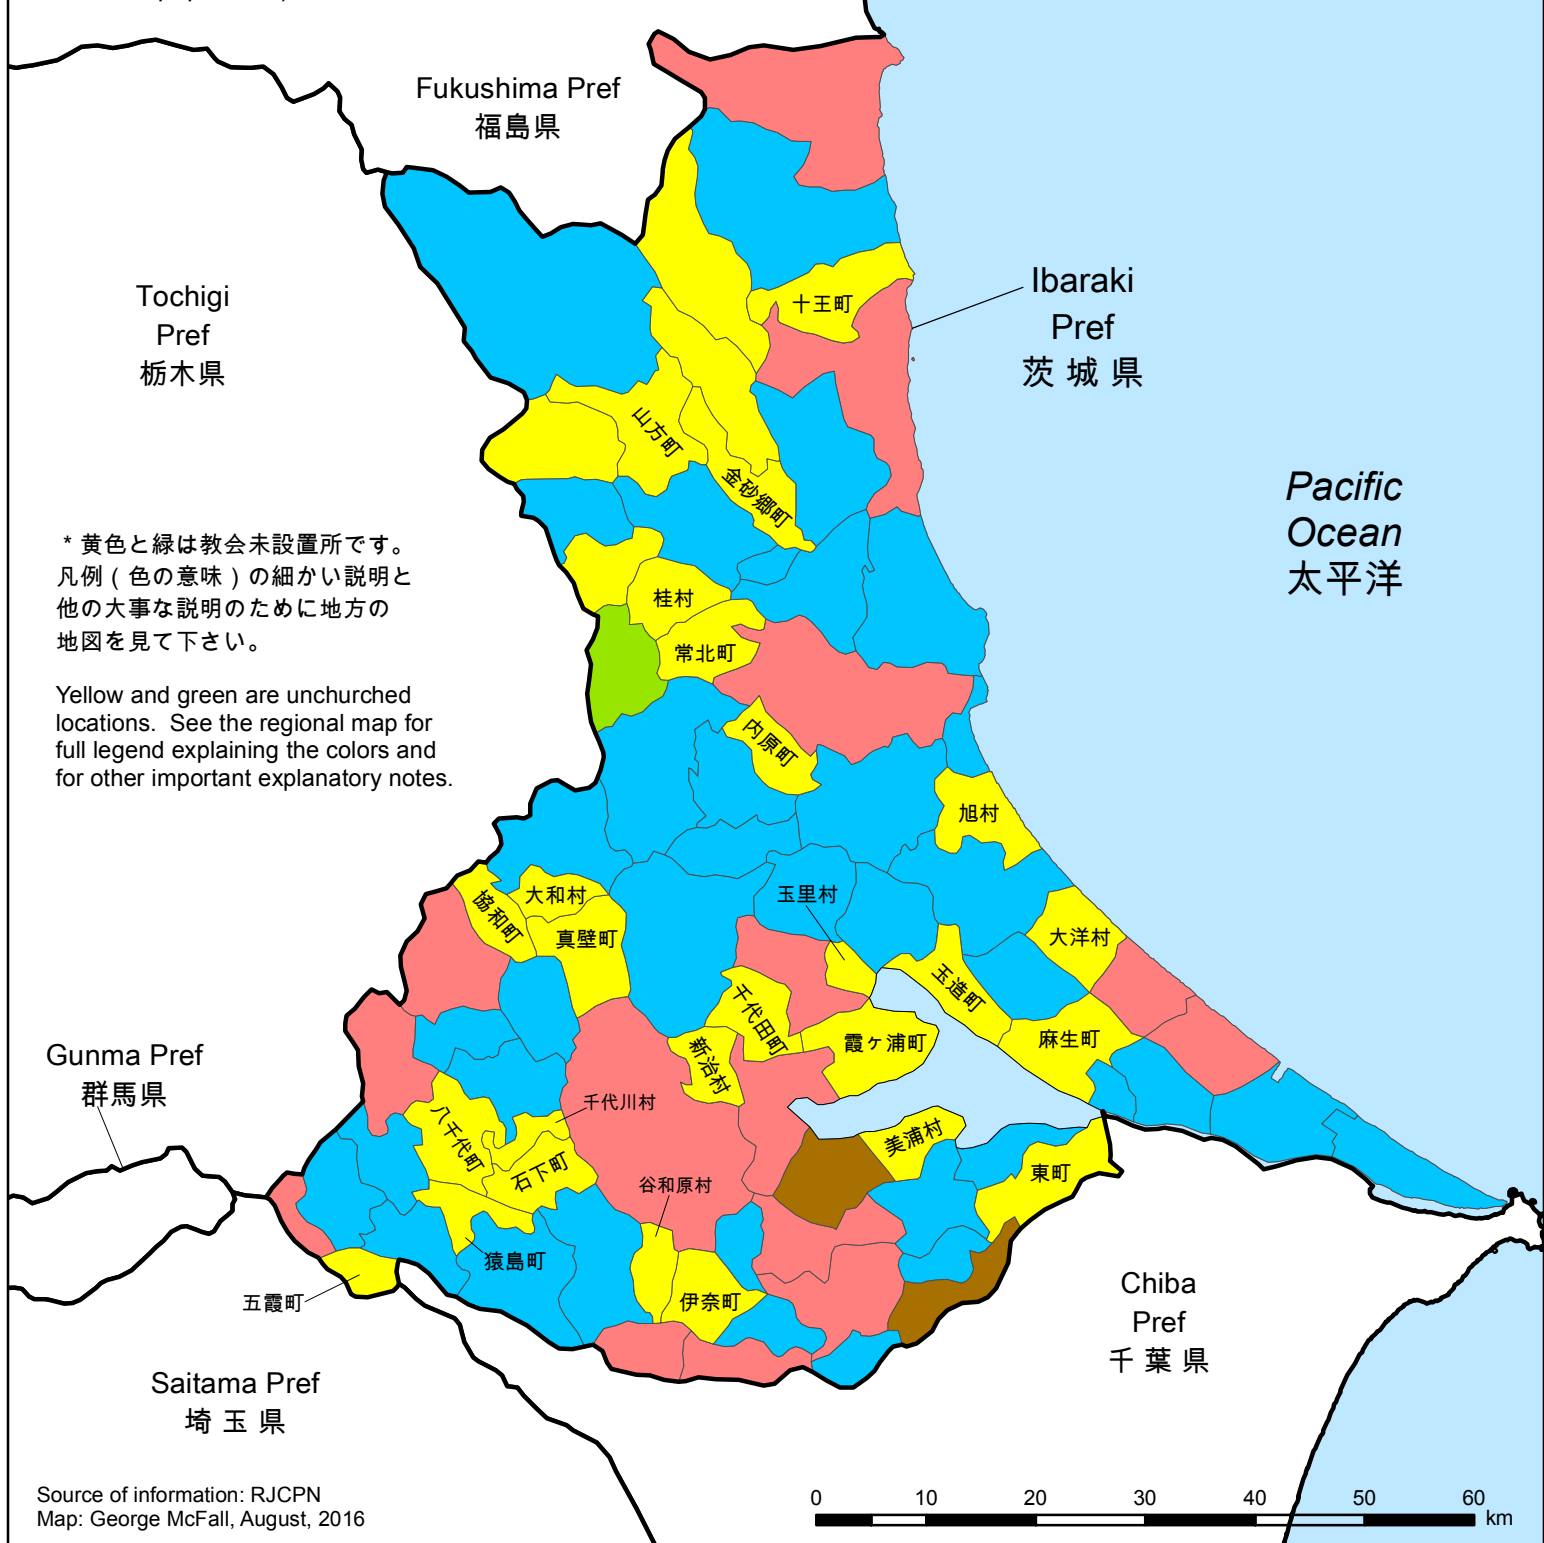 Fukushima Pref
福島県
Tochigi
Pref
栃木県
Ibaraki
Pref
茨城県
Pacific
Ocean
太平洋
十王町
山方町
金砂郷町
* 黄色と緑は教会未設置所です。
凡例（色の意味）の細かい説明と
他の大事な説明のために地方の
地図を見て下さい。
Yellow and green are unchurched
locations. See the regional map for
full legend explaining the colors and
for other important explanatory notes.
桂村
常北町
内原町
旭村
大和村
玉里村
協和町
真壁町
大洋村
玉造町
千代田町
霞ヶ浦町
麻生町
新治村
Gunma Pref
群馬県
千代川村
八千代町
美浦村
石下町
東町
谷和原村
猿島町
五霞町
伊奈町
Chiba
Pref
千葉県
Saitama Pref
埼玉県
Source of information: RJCPN
Map: George McFall, August, 2016
0 10 20 30 40 50 60
km